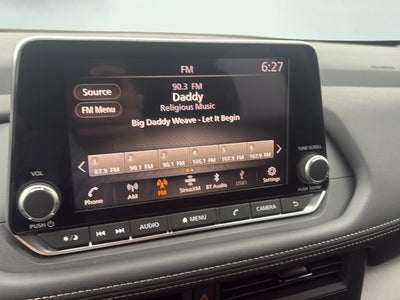 FM
6:27
90.3 FM
Source
Daddy
Religious Music
FM Menu
Big Daddy Weave - Let It Begin
1 2 3 4 5 6
87.9 FM 90.1 FM 90.3 FM 106.1 FM 107.9 FM 107.9 FM
Phone AM FM SiriusXM BT Audio USB1 Settings
VOL
PUSH
TUNE·SCROLL
PUSH SOUND
AUDIO MENU CAMERA